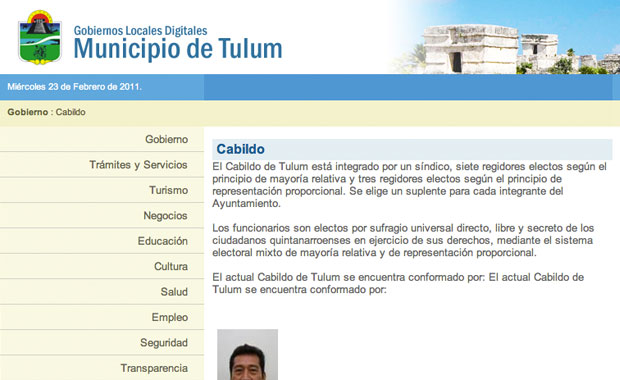 Gobiernos Locales Digitales
Municipio de Tulum
Miércoles 23 de Febrero de 2011.
Gobierno : Cabildo
Gobierno
Trámites y Servicios
Turismo
Negocios
Educación
Cultura
Salud
Empleo
Seguridad
Transparencia
Cabildo
El Cabildo de Tulum está integrado por un síndico, siete regidores electos según el
principio de mayoría relativa y tres regidores electos según el principio de
representación proporcional. Se elige un suplente para cada integrante del
Ayuntamiento.
Los funcionarios son electos por sufragio universal directo, libre y secreto de los
ciudadanos quintanarroenses en ejercicio de sus derechos, mediante el sistema
electoral mixto de mayoría relativa y de representación proporcional.
El actual Cabildo de Tulum se encuentra conformado por: El actual Cabildo de
Tulum se encuentra conformado por: